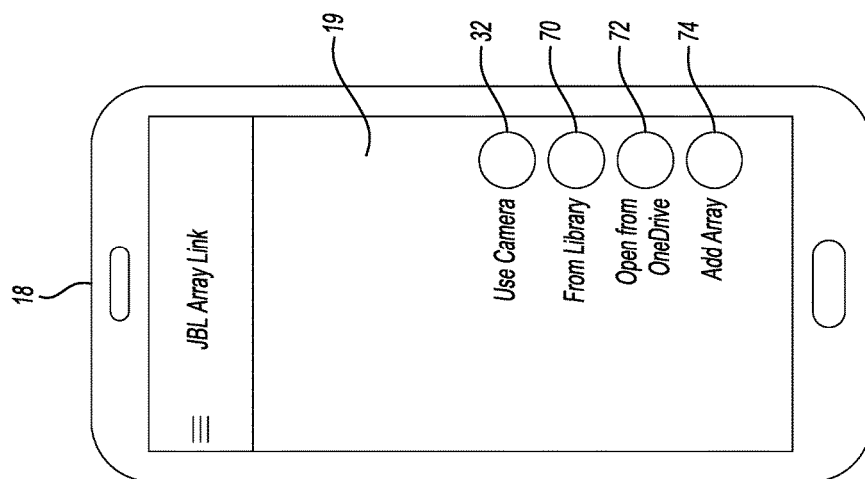 18
JBL Array Link
19
Use Camera
32
From Library
70
Open from
OneDrive
72
Add Array
74